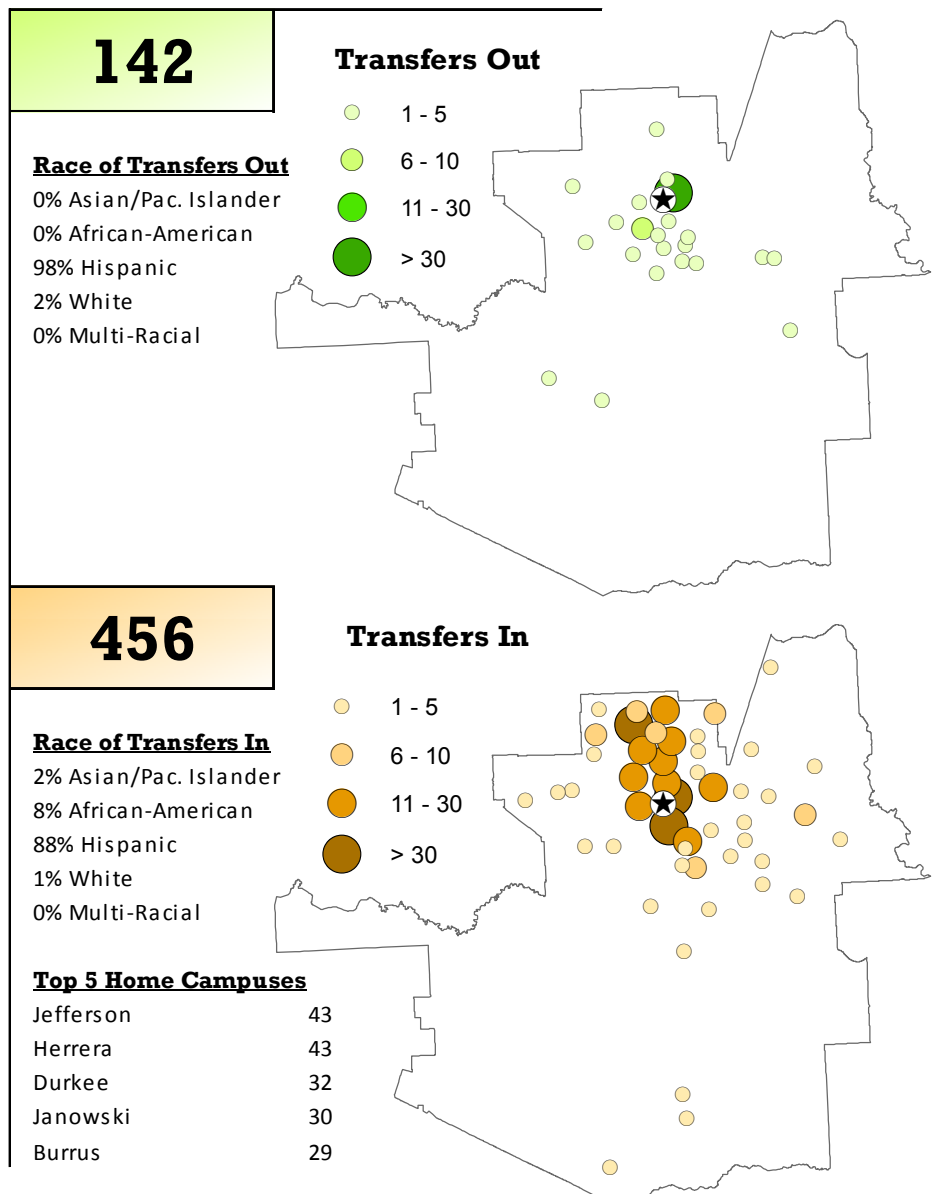 142
Transfers Out
1 - 5
6 - 10
11 - 30
> 30
Race of Transfers Out
0% Asian/Pac. Islander
0% African-American
98% Hispanic
2% White
0% Multi-Racial
456
Transfers In
1 - 5
6 - 10
11 - 30
> 30
Race of Transfers In
2% Asian/Pac. Islander
8% African-American
88% Hispanic
1% White
0% Multi-Racial
Top 5 Home Campuses
Jefferson 43
Herrera 43
Durkee 32
Janowski 30
Burrus 29